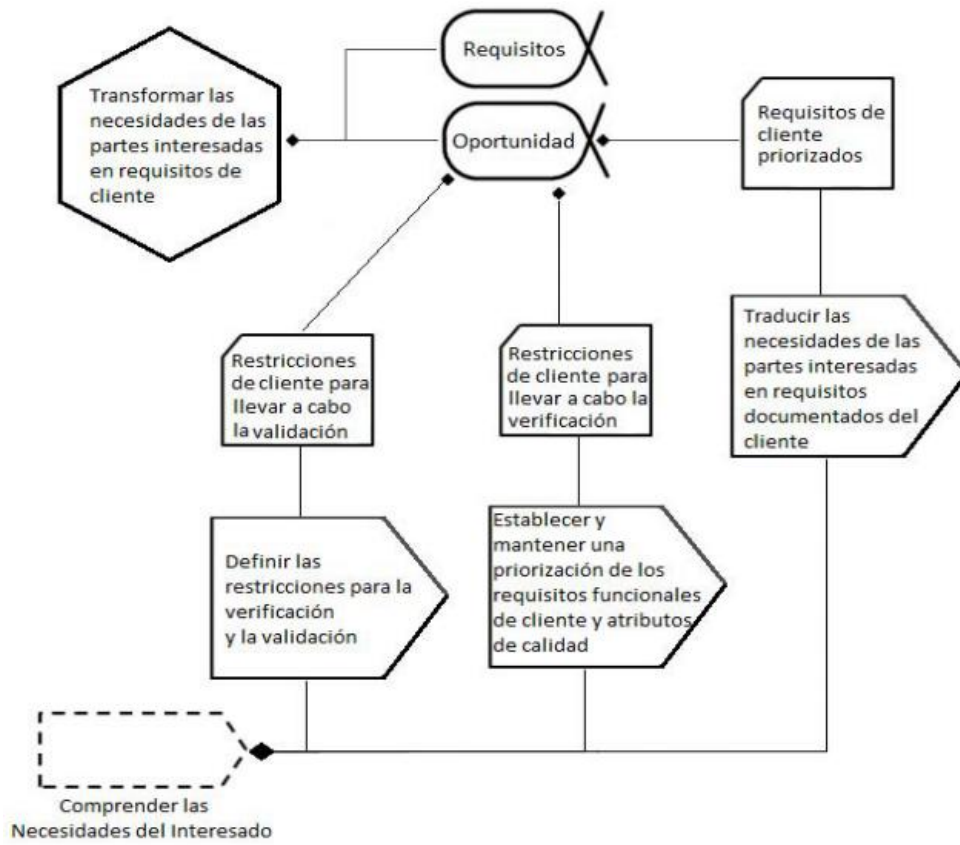 Requisitos
Transformar las
necesidades de las
partes interesadas
en requisitos de
cliente
Oportunidad
Requisitos de
cliente
priorizados
Restricciones
de cliente para
llevar a cabo
la validación
Restricciones
de cliente para
llevar a cabo la
verificación
Traducir las
necesidades de las
partes interesadas
en requisitos
documentados del
cliente
Definir las
restricciones para la
verificación
y la validación
Establecer y
mantener una
priorización de los
requisitos funcionales
de cliente y atributos
de calidad
Comprender las
Necesidades del Interesado